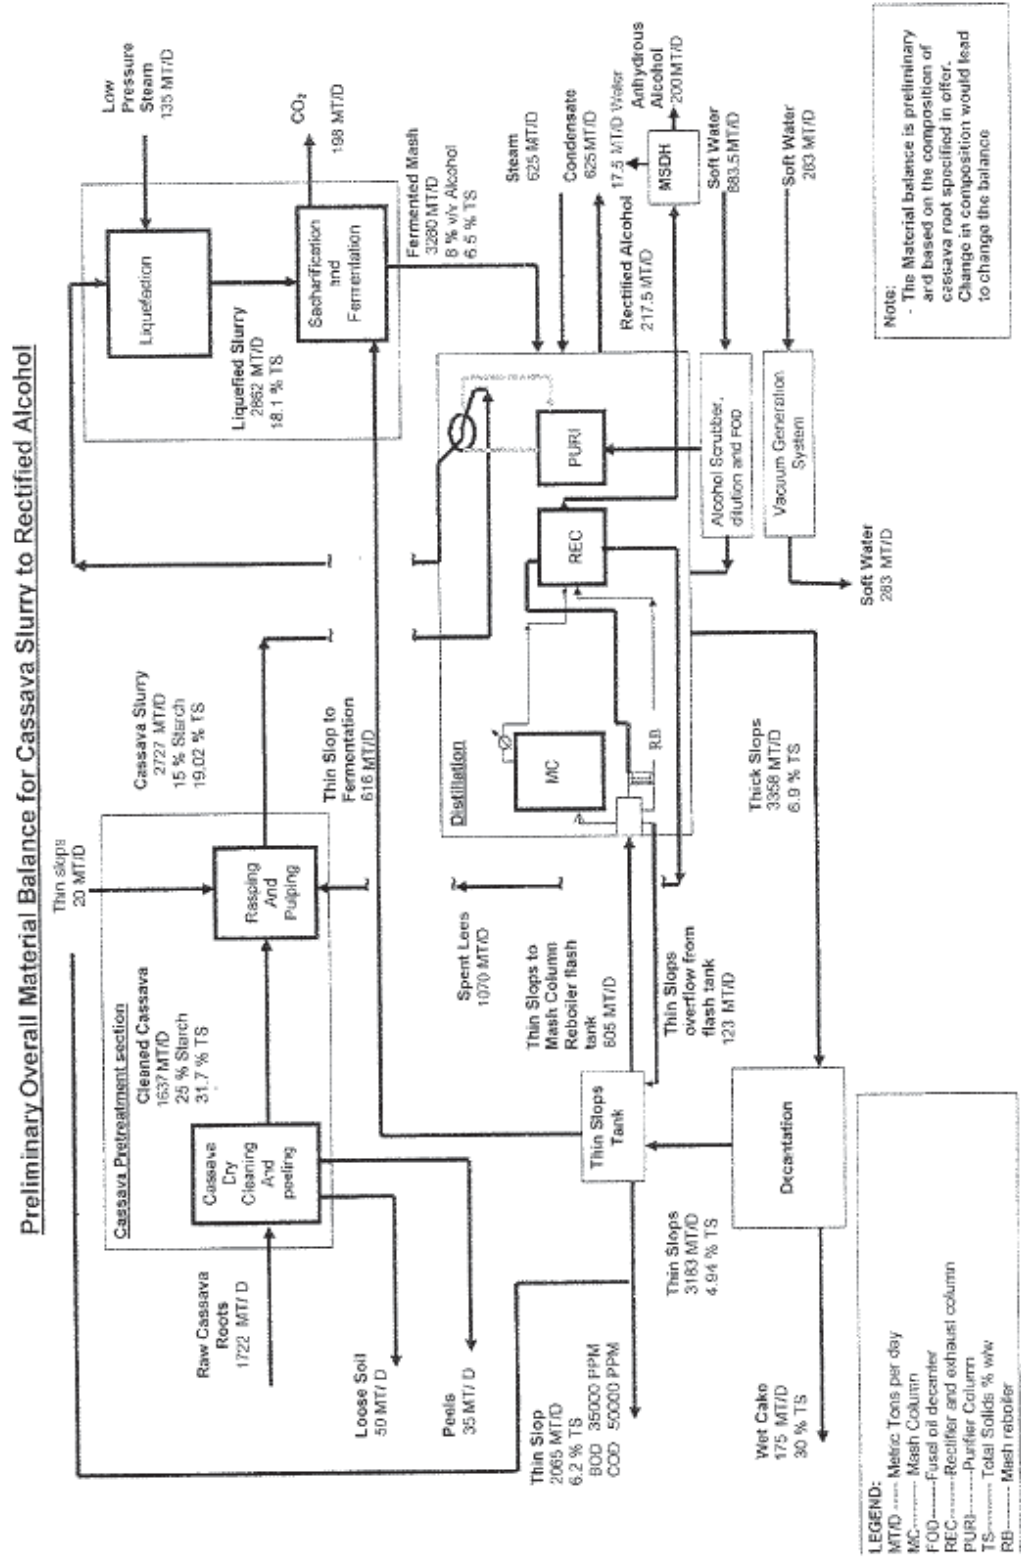 Preliminary Overall Material Balance for Cassava Slurry to Rectified Alcohol
Thin slops
20 MT/D
Cassava Pretreatment section
Raw Cassava
Roots
1722 MT/ D
Cassava
Dry
Cleaning
And
peeling
Cleaned Cassava
1637 MT/D
25 % Starch
31.7 % TS
Rasping
And
Pulping
Cassava Slurry
2727 MT/D
15 % Starch
19.02 % TS
Loose Soil
50 MT/ D
Peels
35 MT/ D
Low
Pressure
Steam
135 MT/D
Liquefaction
Liquefied Slurry
2862 MT/D
18.1 % TS
Sacharification
and
Fermentation
CO₂
198 MT/D
Fermented Mash
3280 MT/D
8 % v/v Alcohol
6.5 % TS
Thin Slop to
Fermentation
616 MT/D
Spent Lees
1070 MT/D
Distillation
MC
REC
PURI
RB
Steam
625 MT/D
Condensate
625 MT/D
17.5 MT/D Water
Rectified Alcohol
217.5 MT/D
MSDH
Anhydrous
Alcohol
200 MT/D
Thin Slops to
Mash Column
Reboiler flash
tank
605 MT/D
Thin Slops
overflow from
flash tank
123 MT/D
Thin Slops
Tank
Thin Slop
2065 MT/D
6.2 % TS
BOD 35000 PPM
COD 50000 PPM
Thin Slops
3183 MT/D
4.94 % TS
Decantation
Wet Cake
175 MT/D
30 % TS
Thick Slops
3358 MT/D
6.9 % TS
Alcohol Scrubber,
dilution and FOD
Soft Water
683.5 MT/D
Vacuum Generation
System
Soft Water
283 MT/D
Soft Water
283 MT/D
LEGEND:
MT/D ------ Metric Tons per day
MC--------- Mash Column
FOD-------Fusel oil decanter
REC---------Rectifier and exhaust column
PURI-------Purifier Column
TS--------- Total Solids % w/w
RB-------- Mash reboiler
Note:
- The Material balance is preliminary
and based on the composition of
cassava root specified in offer.
Change in composition would lead
to change the balance